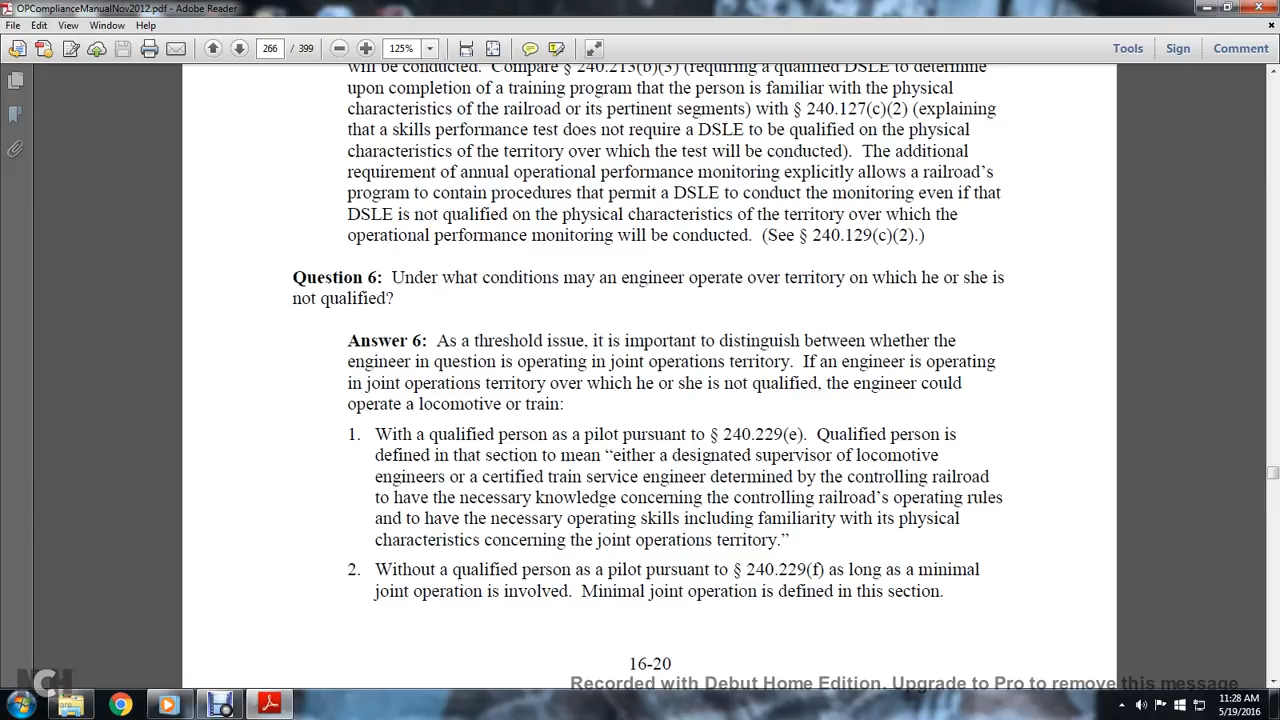 OPComplianceManualNov2012.pdf - Adobe Reader
File Edit View Window Help
266 / 399 125% Tools Sign Comment
will be conducted. Compare § 240.213(b)(3) (requiring a qualified DSLE to determine
upon completion of a training program that the person is familiar with the physical
characteristics of the railroad or its pertinent segments) with § 240.127(c)(2) (explaining
that a skills performance test does not require a DSLE to be qualified on the physical
characteristics of the territory over which the test will be conducted). The additional
requirement of annual operational performance monitoring explicitly allows a railroad's
program to contain procedures that permit a DSLE to conduct the monitoring even if that
DSLE is not qualified on the physical characteristics of the territory over which the
operational performance monitoring will be conducted. (See § 240.129(c)(2).)
Question 6: Under what conditions may an engineer operate over territory on which he or she is
not qualified?
Answer 6: As a threshold issue, it is important to distinguish between whether the
engineer in question is operating in joint operations territory. If an engineer is operating
in joint operations territory over which he or she is not qualified, the engineer could
operate a locomotive or train:
1. With a qualified person as a pilot pursuant to § 240.229(e). Qualified person is
defined in that section to mean “either a designated supervisor of locomotive
engineers or a certified train service engineer determined by the controlling railroad
to have the necessary knowledge concerning the controlling railroad's operating rules
and to have the necessary operating skills including familiarity with its physical
characteristics concerning the joint operations territory.”
2. Without a qualified person as a pilot pursuant to § 240.229(f) as long as a minimal
joint operation is involved. Minimal joint operation is defined in this section.
16-20
Recorded with Debut Home Edition. Upgrade to Pro to remove this message
NCH
11:28 AM
5/19/2016